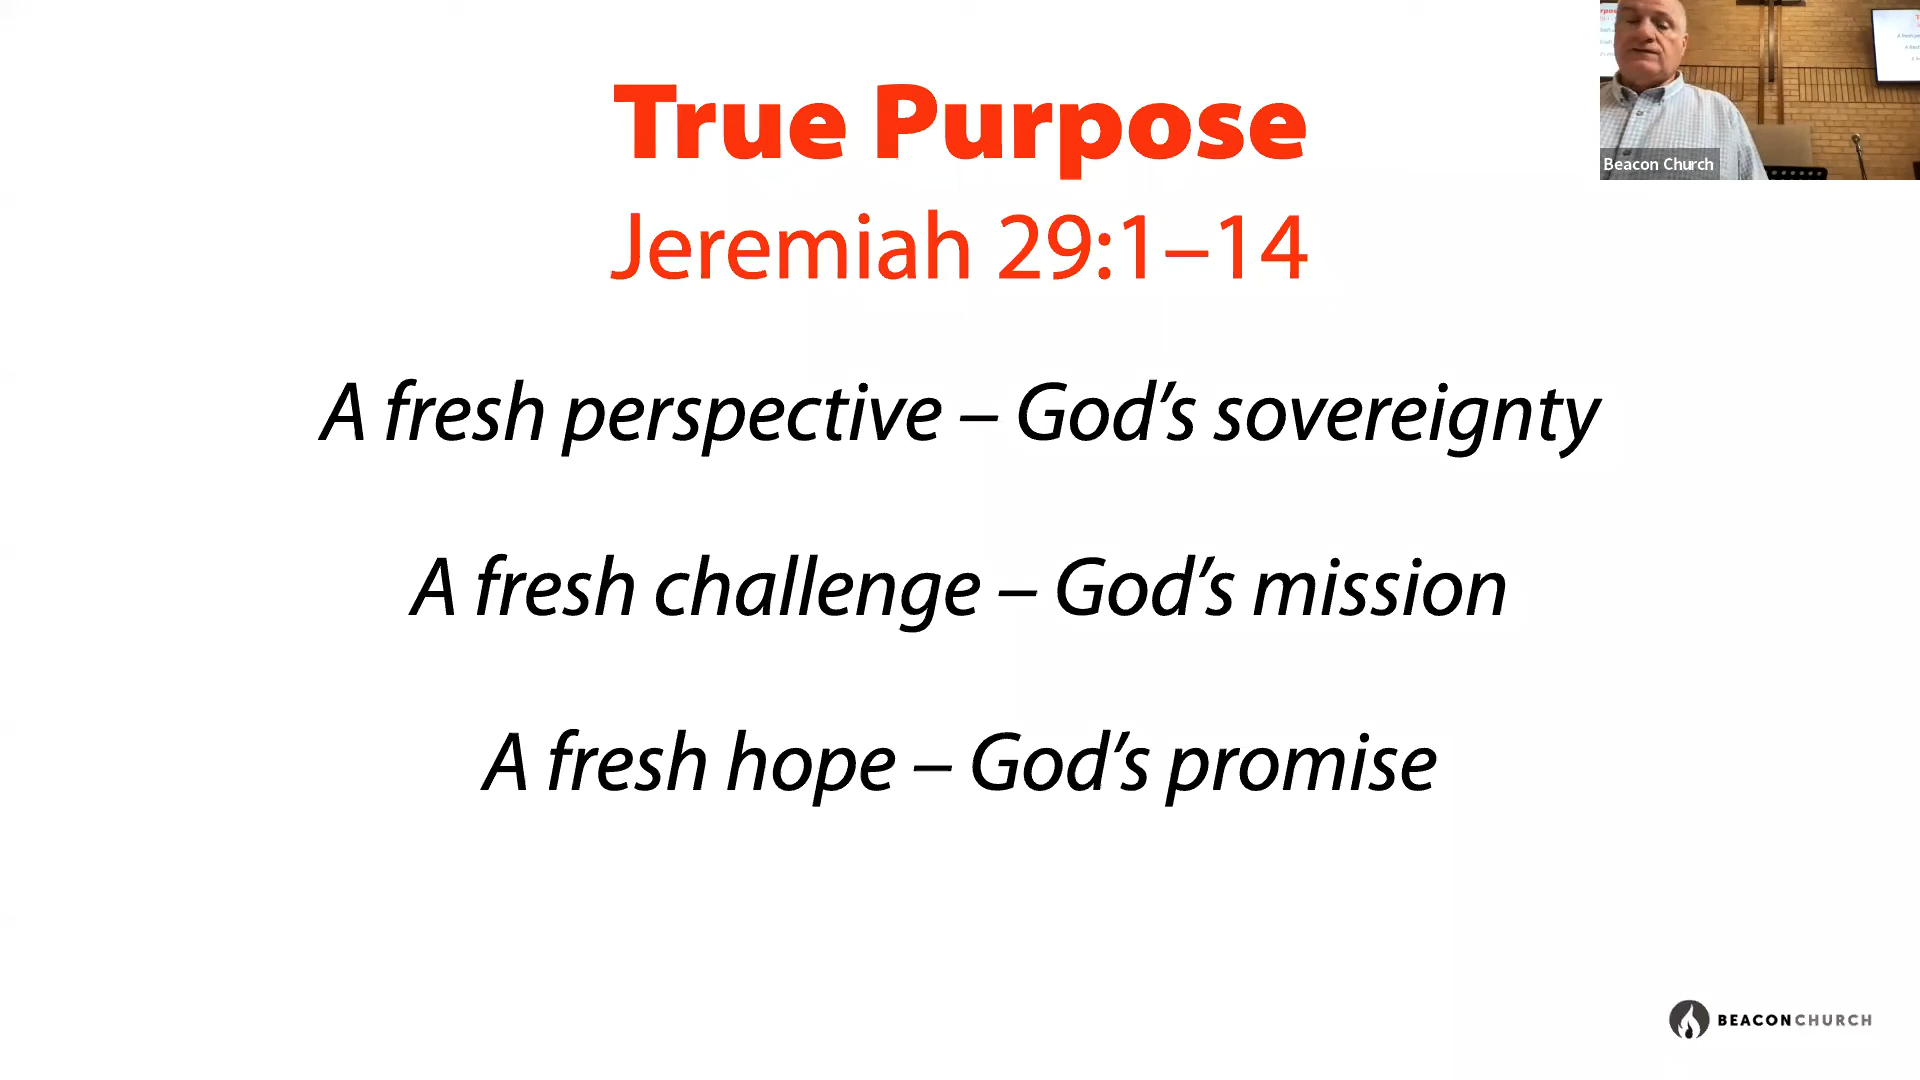 True Purpose
Jeremiah 29:1–14
A fresh perspective – God’s sovereignty
A fresh challenge – God’s mission
A fresh hope – God’s promise
Beacon Church
BEACONCHURCH